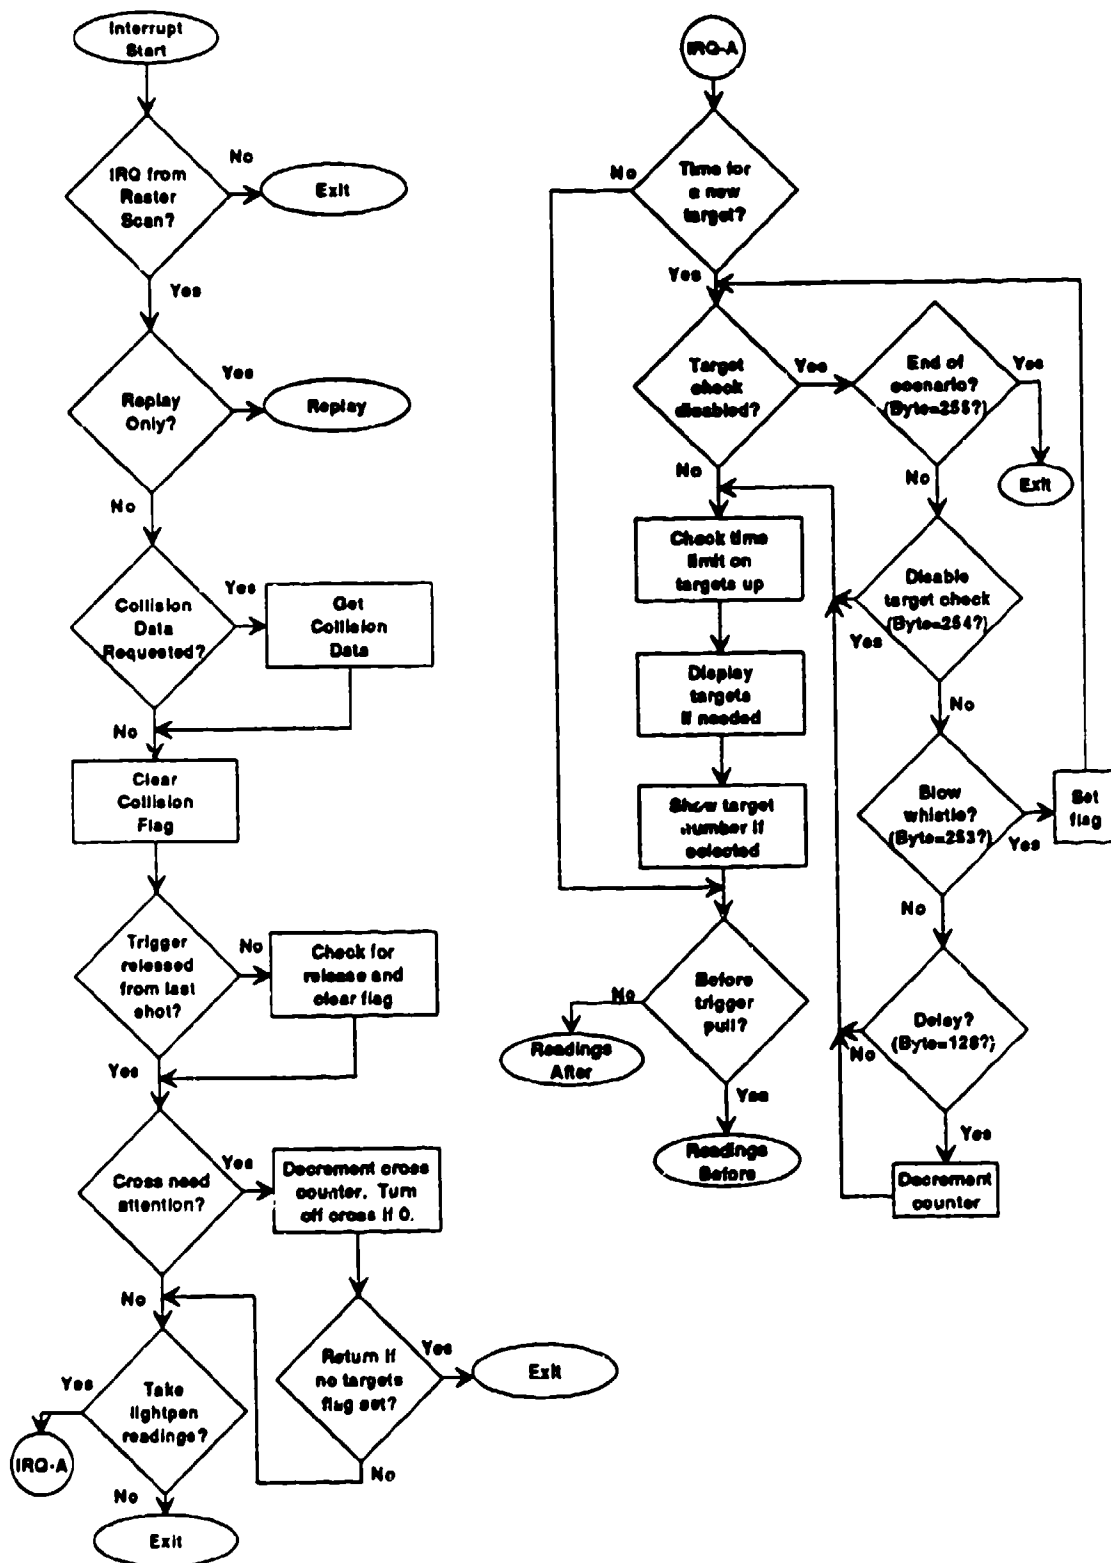 Interrupt
Start
IRQ from
Raster
Scan?
No
Exit
Yes
Replay
Only?
Yes
Replay
No
Collision
Data
Requested?
Yes
Get
Collision
Data
No
Clear
Collision
Flag
Trigger
released
from last
shot?
No
Check for
release and
clear flag
Yes
Cross need
attention?
Yes
Decrement cross
counter. Turn
off cross if 0.
No
Return if
no targets
flag set?
Yes
Exit
No
Take
lightpen
readings?
Yes
IRQ-A
No
Exit
IRQ-A
Time for
a new
target?
No
Yes
Target
check
disabled?
Yes
End of
scenario?
(Byte=255?)
Yes
Exit
No
No
Check time
limit on
targets up
Disable
target check
(Byte=254?)
Yes
No
Display
targets
if needed
Blow
whistle?
(Byte=253?)
Yes
Set
flag
Show target
number if
selected
No
Before
trigger
pull?
No
Readings
After
Yes
Readings
Before
Delay?
(Byte=128?)
No
Yes
Decrement
counter